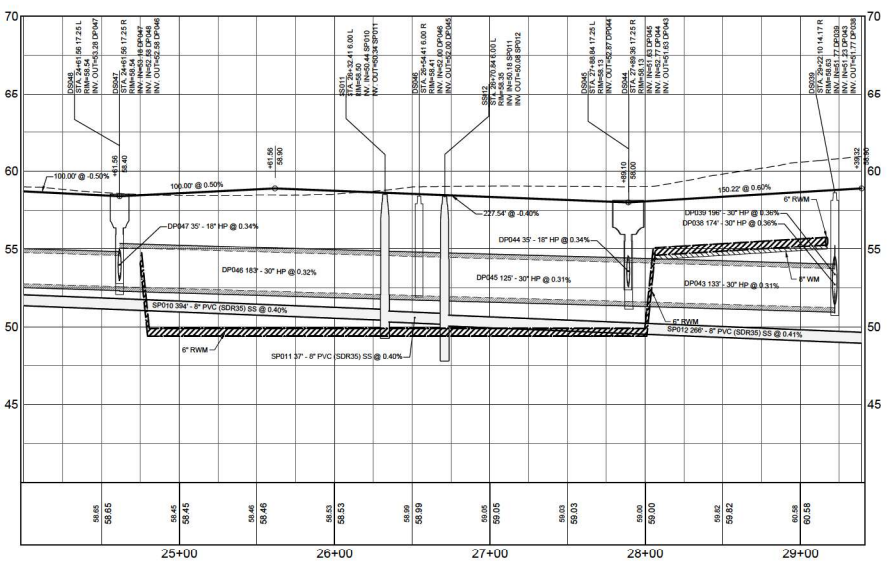 70
DS048
STA. 24+61.56 17.25 L
RIM=58.54
INV. OUT=53.28 DP047
DS047
STA. 24+61.56 17.25 R
RIM=58.54
INV. IN=53.18 DP047
INV. IN=52.58 DP048
INV. OUT=52.58 DP046
SS011
STA. 26+32.41 6.00 L
RIM=58.50
INV. IN=50.44 SP010
INV. OUT=50.34 SP011
DS046
STA. 26+54.41 6.00 R
RIM=58.41
INV. IN=52.00 DP046
INV. OUT=52.00 DP045
SS012
STA. 26+70.84 6.00 L
RIM=58.35
INV. IN=50.18 SP011
INV. OUT=50.08 SP012
DS045
STA. 27+88.84 17.25 L
RIM=58.13
INV. OUT=52.87 DP044
DS044
STA. 27+89.36 17.25 R
RIM=58.13
INV. IN=51.63 DP045
INV. IN=52.77 DP044
INV. OUT=51.63 DP043
DS039
STA. 29+22.10 14.17 R
RIM=58.63
INV. IN=51.77 DP039
INV. IN=51.23 DP043
INV. OUT=51.77 DP038
70
65
65
60
60
+61.56
58.40
+61.56
58.90
+89.10
58.00
+39.32
58.90
100.00' @ -0.50%
100.00' @ 0.50%
227.54' @ -0.40%
150.22' @ 0.60%
6" RWM
DP047 35' - 18" HP @ 0.34%
DP044 35' - 18" HP @ 0.34%
DP039 196' - 30" HP @ 0.36%
DP038 174' - 30" HP @ 0.36%
55
55
DP046 183' - 30" HP @ 0.32%
DP045 125' - 30" HP @ 0.31%
DP043 133' - 30" HP @ 0.31%
8" WM
SP010 394' - 8" PVC (SDR35) SS @ 0.40%
6" RWM
50
50
SP012 266' - 8" PVC (SDR35) SS @ 0.41%
6" RWM
SP011 37' - 8" PVC (SDR35) SS @ 0.40%
45
45
58.65
58.65
58.45
58.45
58.46
58.46
58.53
58.53
58.99
58.99
59.05
59.05
59.03
59.03
59.00
59.00
59.82
59.82
60.58
60.58
25+00
26+00
27+00
28+00
29+00